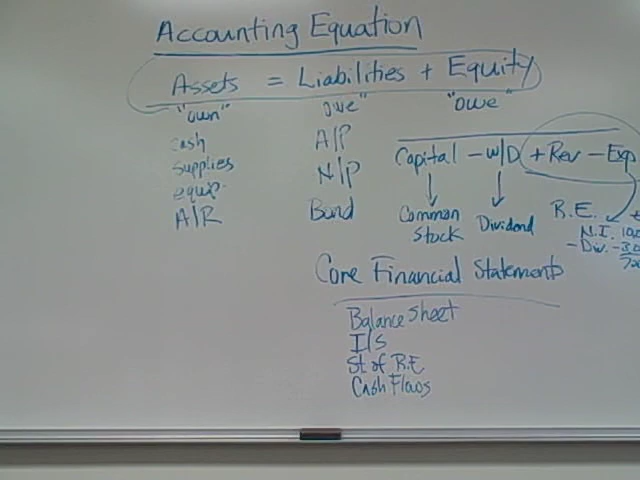 Accounting Equation
Assets = Liabilities + Equity
"own" owe" "owe"
cash A/P
supplies N/P
equip.
A/R Bond
Capital - W/D + Rev - Exp
Common Stock Dividend
R.E.
N.I.
- Div.
Core Financial Statements
Balance Sheet
I/S
St of R.E
Cash Flows